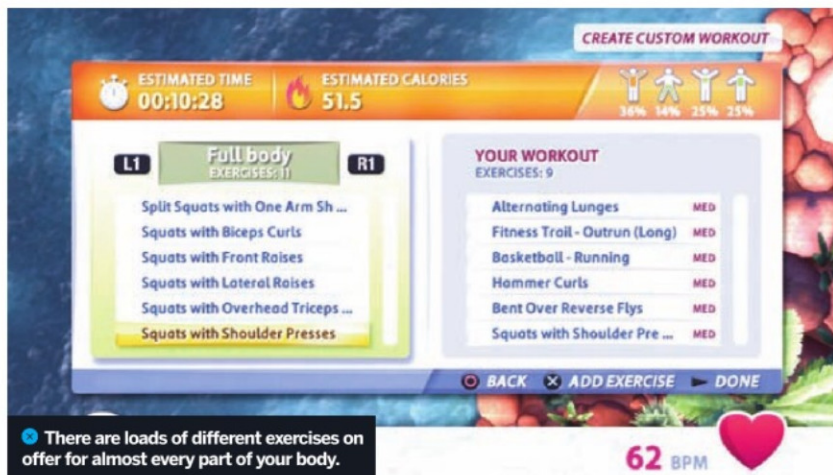 CREATE CUSTOM WORKOUT
ESTIMATED TIME
00:10:28
ESTIMATED CALORIES
51.5
36% 14% 25% 25%
L1
Full body
EXERCISES: 11
R1
Split Squats with One Arm Sh ...
Squats with Biceps Curls
Squats with Front Raises
Squats with Lateral Raises
Squats with Overhead Triceps ...
Squats with Shoulder Presses
YOUR WORKOUT
EXERCISES: 9
Alternating Lunges MED
Fitness Trail - Outrun (Long) MED
Basketball - Running MED
Hammer Curls MED
Bent Over Reverse Flys MED
Squats with Shoulder Pre ... MED
BACK ADD EXERCISE DONE
There are loads of different exercises on
offer for almost every part of your body.
62 BPM